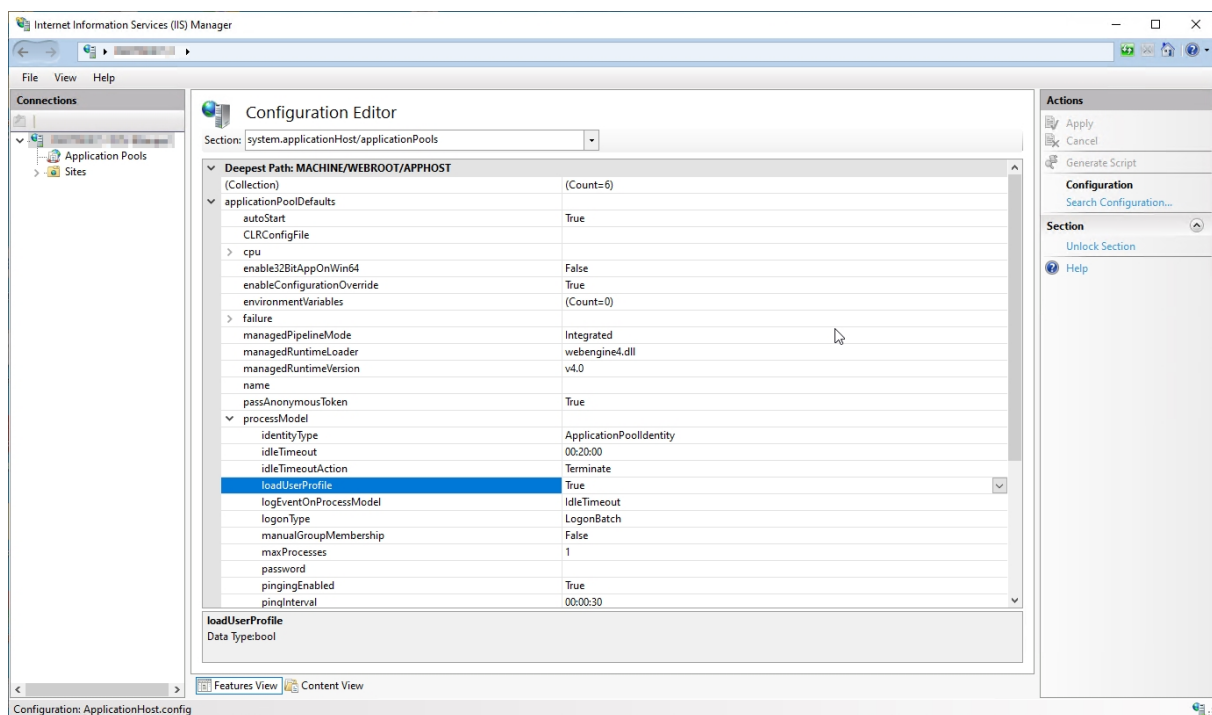 Internet Information Services (IIS) Manager
File View Help
Connections
Application Pools
Sites
Configuration Editor
Section: system.applicationHost/applicationPools
Deepest Path: MACHINE/WEBROOT/APPHOST
(Collection) (Count=6)
applicationPoolDefaults
autoStart True
CLRConfigFile
cpu
enable32BitAppOnWin64 False
enableConfigurationOverride True
environmentVariables (Count=0)
failure
managedPipelineMode Integrated
managedRuntimeLoader webengine4.dll
managedRuntimeVersion v4.0
name
passAnonymousToken True
processModel
identityType ApplicationPoolIdentity
idleTimeout 00:20:00
idleTimeoutAction Terminate
loadUserProfile True
logEventOnProcessModel IdleTimeout
logonType LogonBatch
manualGroupMembership False
maxProcesses 1
password
pingingEnabled True
pingInterval 00:00:30
loadUserProfile
Data Type:bool
Features View Content View
Actions
Apply
Cancel
Generate Script
Configuration
Search Configuration...
Section
Unlock Section
Help
Configuration: ApplicationHost.config